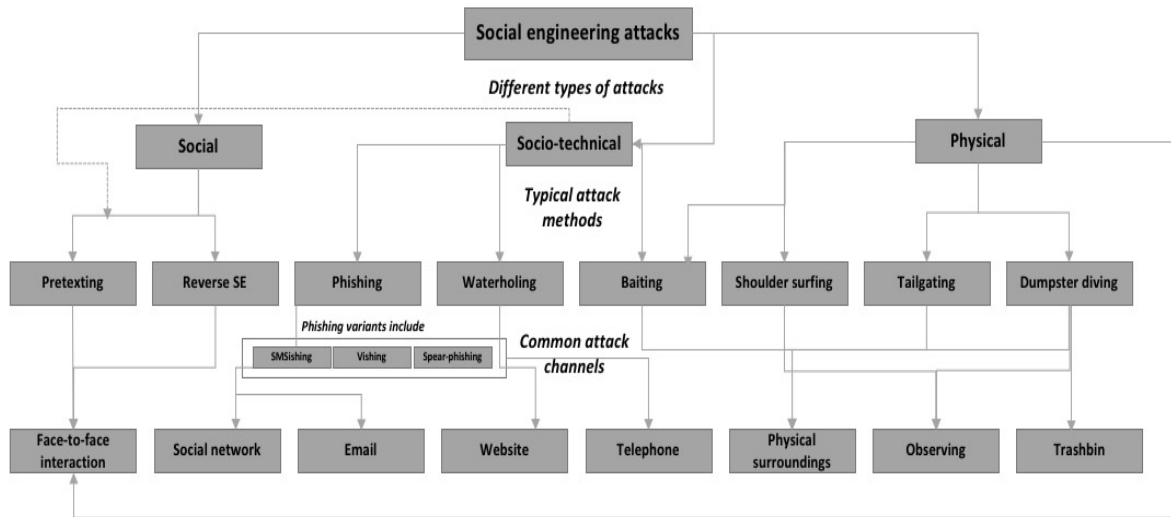 Social engineering attacks
Different types of attacks
Social
Socio-technical
Physical
Typical attack
methods
Pretexting
Reverse SE
Phishing
Waterholing
Baiting
Shoulder surfing
Tailgating
Dumpster diving
Phishing variants include
SMSishing
Vishing
Spear-phishing
Common attack
channels
Face-to-face
interaction
Social network
Email
Website
Telephone
Physical
surroundings
Observing
Trashbin